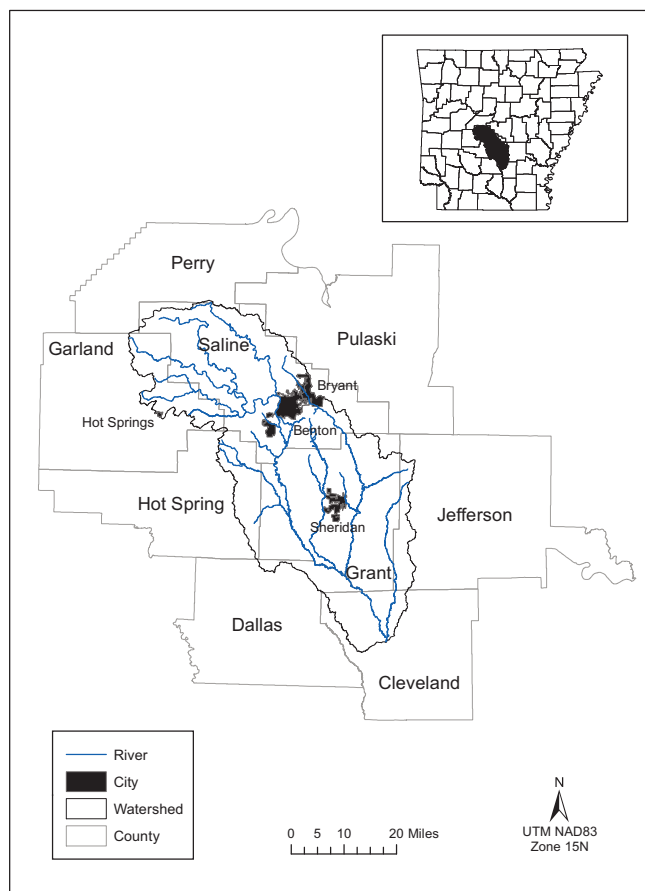 Perry
Pulaski
Garland
Saline
Bryant
Hot Springs
Benton
Hot Spring
Jefferson
Sheridan
Grant
Dallas
Cleveland
River
City
Watershed
County
0 5 10 20 Miles
N
UTM NAD83
Zone 15N